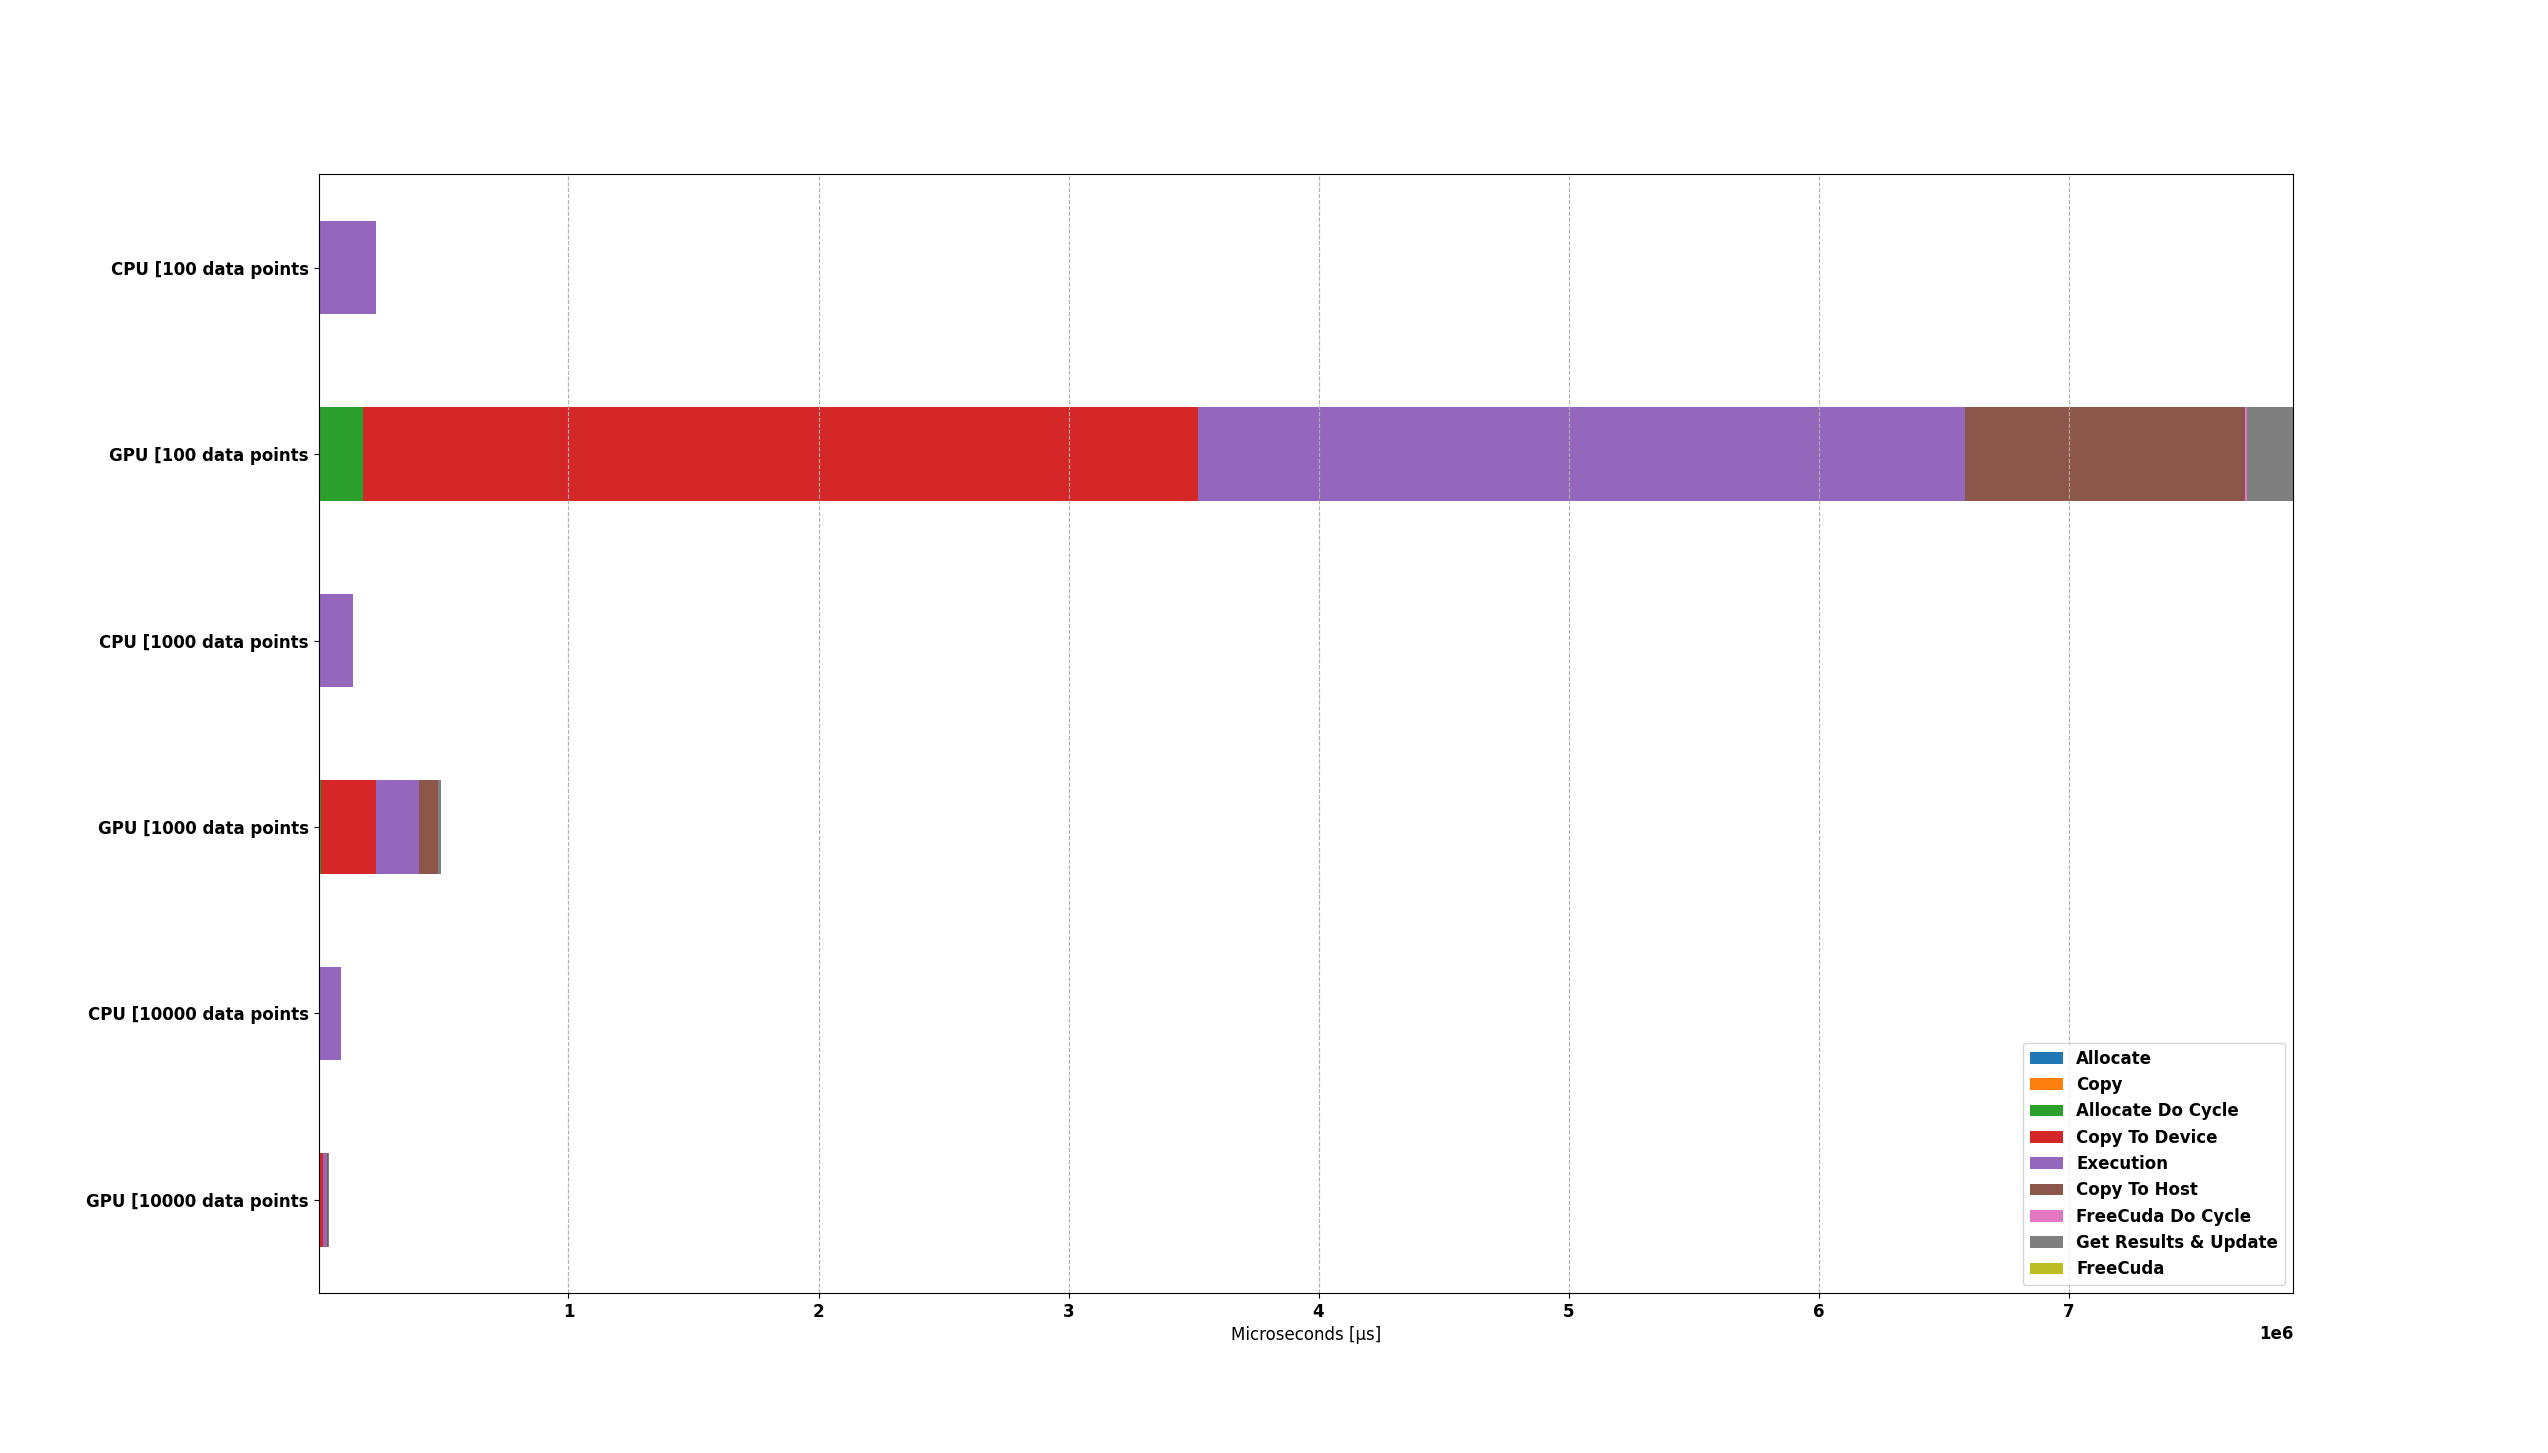 CPU [100 data points
GPU [100 data points
CPU [1000 data points
GPU [1000 data points
CPU [10000 data points
GPU [10000 data points
Allocate
Copy
Allocate Do Cycle
Copy To Device
Execution
Copy To Host
FreeCuda Do Cycle
Get Results & Update
FreeCuda
1 2 3 4 5 6 7
Microseconds [µs]
1e6